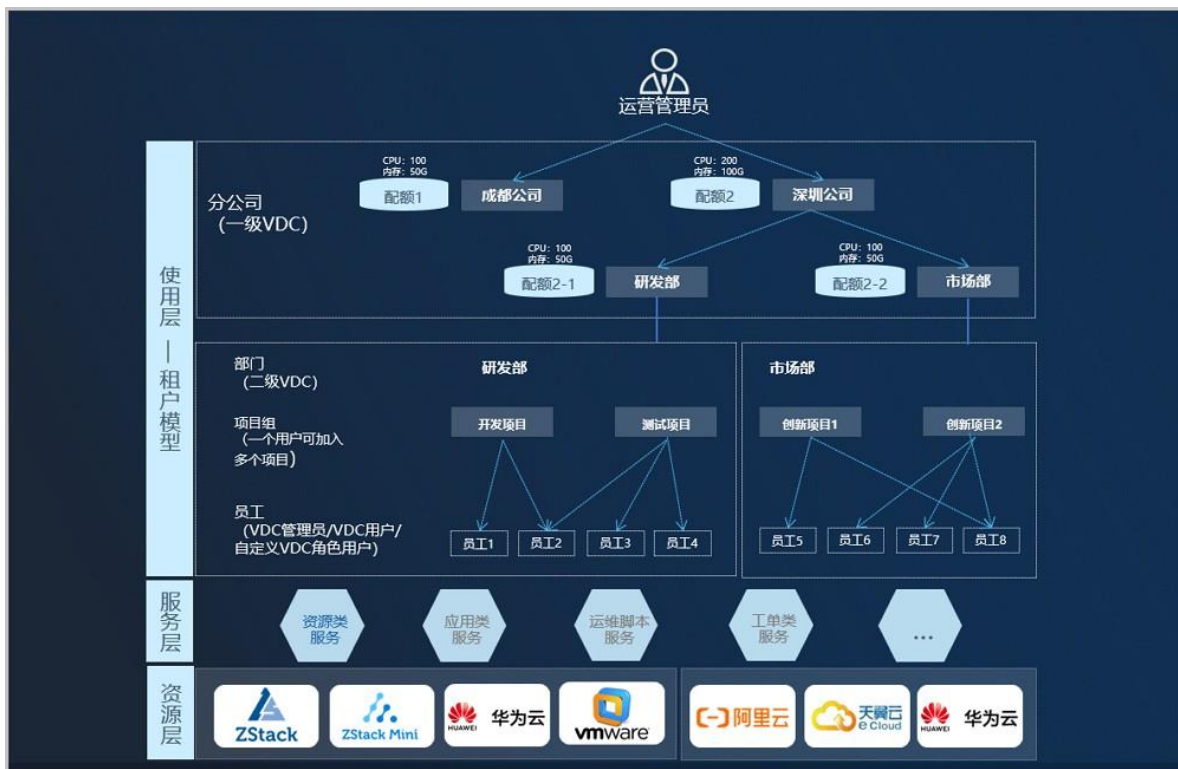 运营管理员
使用层—租户模型
分公司
(一级VDC)
CPU: 100
内存: 50G
配额1
成都公司
CPU: 200
内存: 100G
配额2
深圳公司
CPU: 100
内存: 50G
配额2-1
研发部
CPU: 100
内存: 50G
配额2-2
市场部
部门
(二级VDC)
研发部
市场部
项目组
(一个用户可加入
多个项目)
开发项目
测试项目
创新项目1
创新项目2
员工
(VDC管理员/VDC用户/
自定义VDC角色用户)
员工1
员工2
员工3
员工4
员工5
员工6
员工7
员工8
服务层
资源类
服务
应用类
服务
运维脚本
服务
工单类
服务
...
资源层
ZStack
ZStack Mini
HUAWEI
华为云
vmware
阿里云
天翼云
e Cloud
HUAWEI
华为云